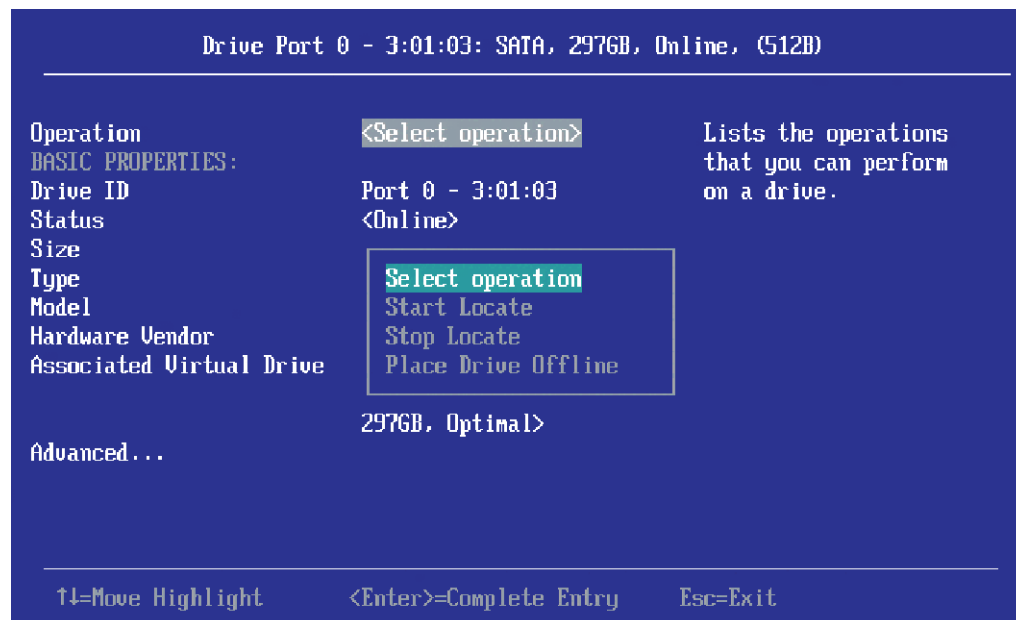 Drive Port 0 - 3:01:03: SATA, 297GB, Online, (512B)
Operation <Select operation> Lists the operations
BASIC PROPERTIES: that you can perform
Drive ID Port 0 - 3:01:03 on a drive.
Status <Online>
Size
Type Select operation
Model Start Locate
Hardware Vendor Stop Locate
Associated Virtual Drive Place Drive Offline
297GB, Optimal>
Advanced...
↑↓=Move Highlight <Enter>=Complete Entry Esc=Exit